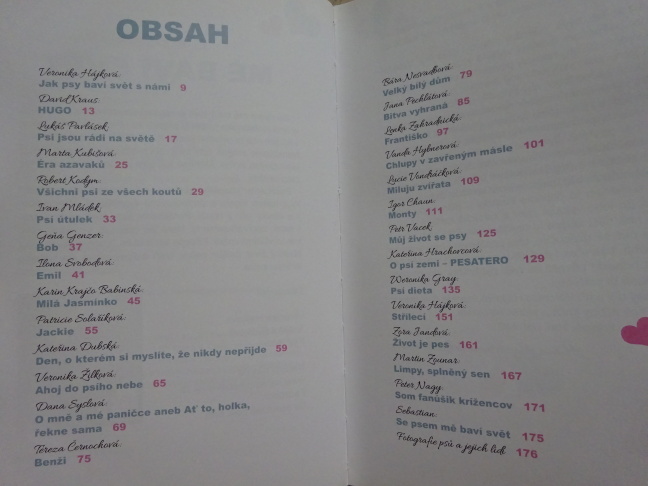 OBSAH
Veronika Hájková
Jak psy baví svět s námi 9
David Kraus
HUGO 13
Lukáš Pavlásek
Psi jsou rádi na světě 17
Marta Kubišová
Éra azavaků 25
Robert Kodým
Všichni psi ze všech koutů 29
Ivan Mládek
Psí útulek 33
Geňa Genzer
Bob 37
Ilona Svobodová
Emil 41
Karin Krajčo Babinská
Milá Jasmínko 45
Patricie Solaříková
Jackie 55
Kateřina Dubská
Den, o kterém si myslíte, že nikdy nepřijde 59
Veronika Žilková
Ahoj do psího nebe 65
Dana Syslová
O mně a mé paničce aneb Ať to, holka,
řekne sama 69
Tereza Černochová
Benži 75
Bára Nesvadbová
Velký bílý dům 79
Jana Pechlátová
Bitva vyhraná 85
Lenka Zahradnická
Františko 97
Vanda Hybnerová
Chlupy v zavřeným másle 101
Lucie Vondráčková
Miluju zvířata 109
Igor Chaun
Monty 111
Petr Vacek
Můj život se psy 125
Kateřina Hrachovcová
O psí zemi – PESATERO 129
Weronika Gray
Psí dieta 135
Veronika Hájková
Střílecí 151
Zora Jandová
Život je pes 161
Martin Zounar
Limpy, splněný sen 167
Peter Nagy
Som fanúšik krížencov 171
Sebastian
Se psem mě baví svět 175
Fotografie psů a jejich lidí 176